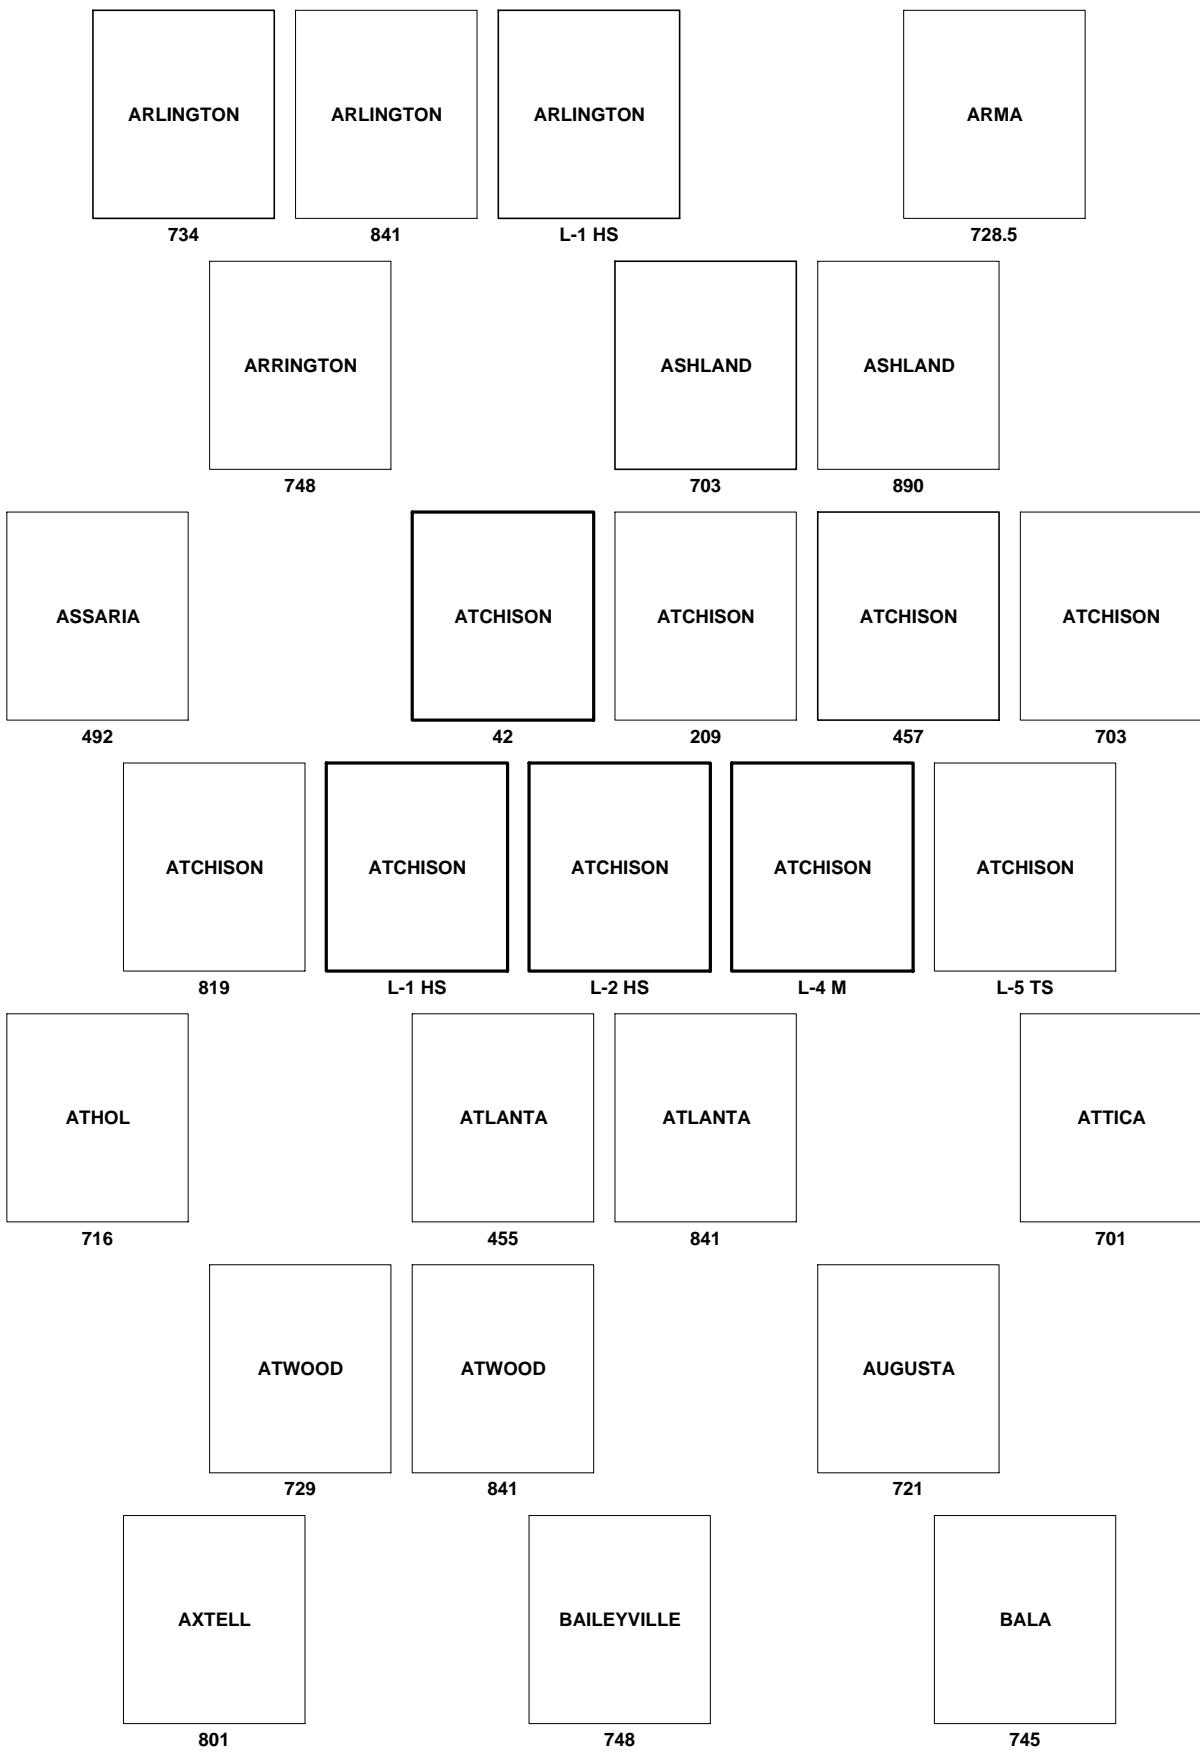 ARLINGTON ARLINGTON ARLINGTON ARMA
734 841 L-1 HS 728.5
ARRINGTON ASHLAND ASHLAND
748 703 890
ASSARIA ATCHISON ATCHISON ATCHISON ATCHISON
492 42 209 457 703
ATCHISON ATCHISON ATCHISON ATCHISON ATCHISON
819 L-1 HS L-2 HS L-4 M L-5 TS
ATHOL ATLANTA ATLANTA ATTICA
716 455 841 701
ATWOOD ATWOOD AUGUSTA
729 841 721
AXTELL BAILEYVILLE BALA
801 748 745